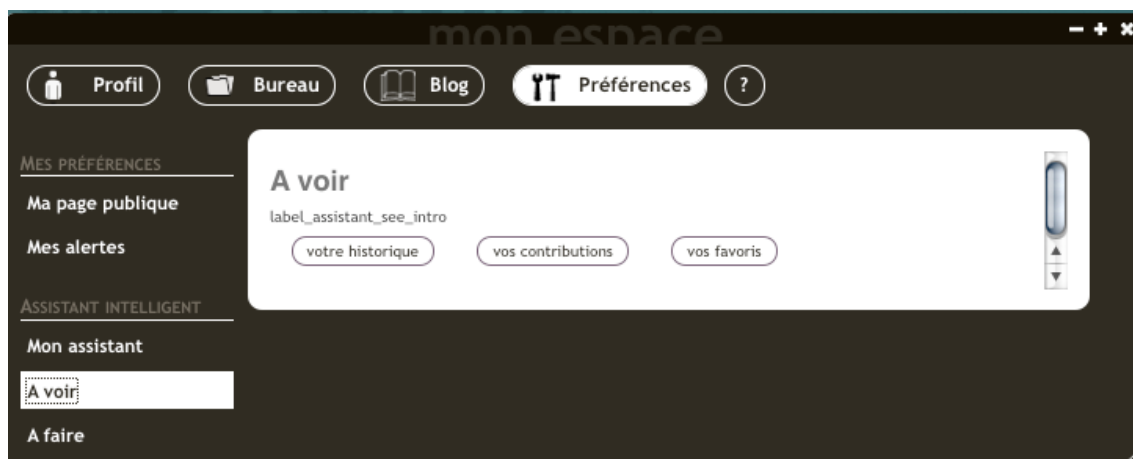 mon espace
Profil Bureau Blog Préférences ?
MES PRÉFÉRENCES
Ma page publique
Mes alertes
ASSISTANT INTELLIGENT
Mon assistant
A voir
A faire
A voir
label_assistant_see_intro
votre historique vos contributions vos favoris